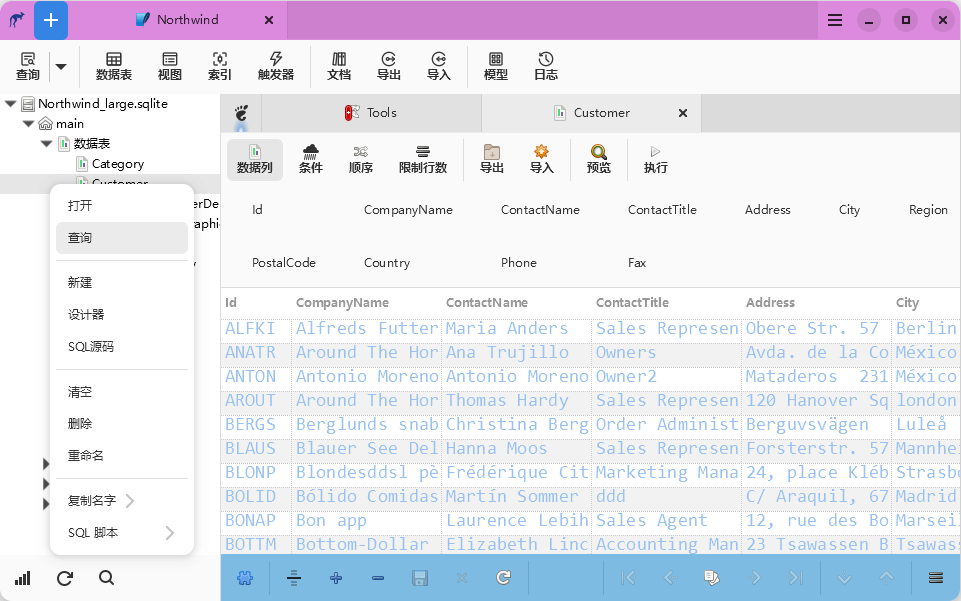 Northwind
查询 数据表 视图 索引 触发器 文档 导出 导入 模型 日志
Northwind_large.sqlite
main
数据表
Category
Customer
打开
查询
新建
设计器
SQL源码
清空
删除
重命名
复制名字
SQL 脚本
Tools Customer
数据列 条件 顺序 限制行数 导出 导入 预览 执行
Id CompanyName ContactName ContactTitle Address City Region
PostalCode Country Phone Fax
Id CompanyName ContactName ContactTitle Address City
ALFKI Alfreds Futter Maria Anders Sales Represen Obere Str. 57 Berlin
ANATR Around The Hor Ana Trujillo Owners Avda. de la Co México
ANTON Antonio Moreno Antonio Moreno Owner2 Mataderos 231 México
AROUT Around The Hor Thomas Hardy Sales Represen 120 Hanover Sq london
BERGS Berglunds snab Christina Berg Order Administ Berguvsvägen Luleå
BLAUS Blauer See Del Hanna Moos Sales Represen Forsterstr. 57 Mannhe
BLONP Blondesddsl pè Frédérique Cit Marketing Mana 24, place Kléb Strasbo
BOLID Bólido Comidas Martín Sommer ddd C/ Araquil, 67 Madrid
BONAP Bon app Laurence Lebih Sales Agent 12, rue des Bo Marsei
BOTTM Bottom-Dollar Elizabeth Linc Accounting Man 23 Tsawassen B Tsawas